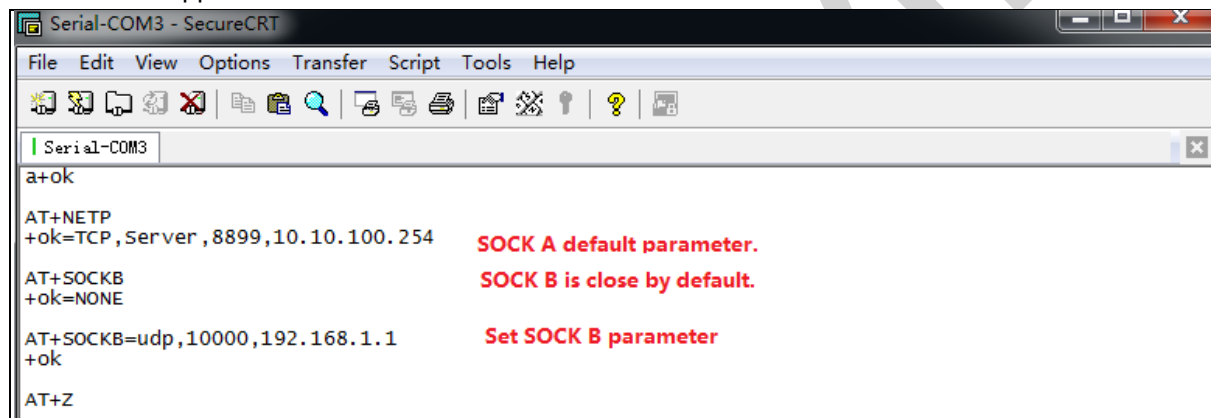 Serial-COM3 - SecureCRT
File Edit View Options Transfer Script Tools Help
Serial-COM3
a+ok
AT+NETP
+ok=TCP,Server,8899,10.10.100.254 SOCK A default parameter.
AT+SOCKB SOCK B is close by default.
+ok=NONE
AT+SOCKB=udp,10000,192.168.1.1 Set SOCK B parameter
+ok
AT+Z